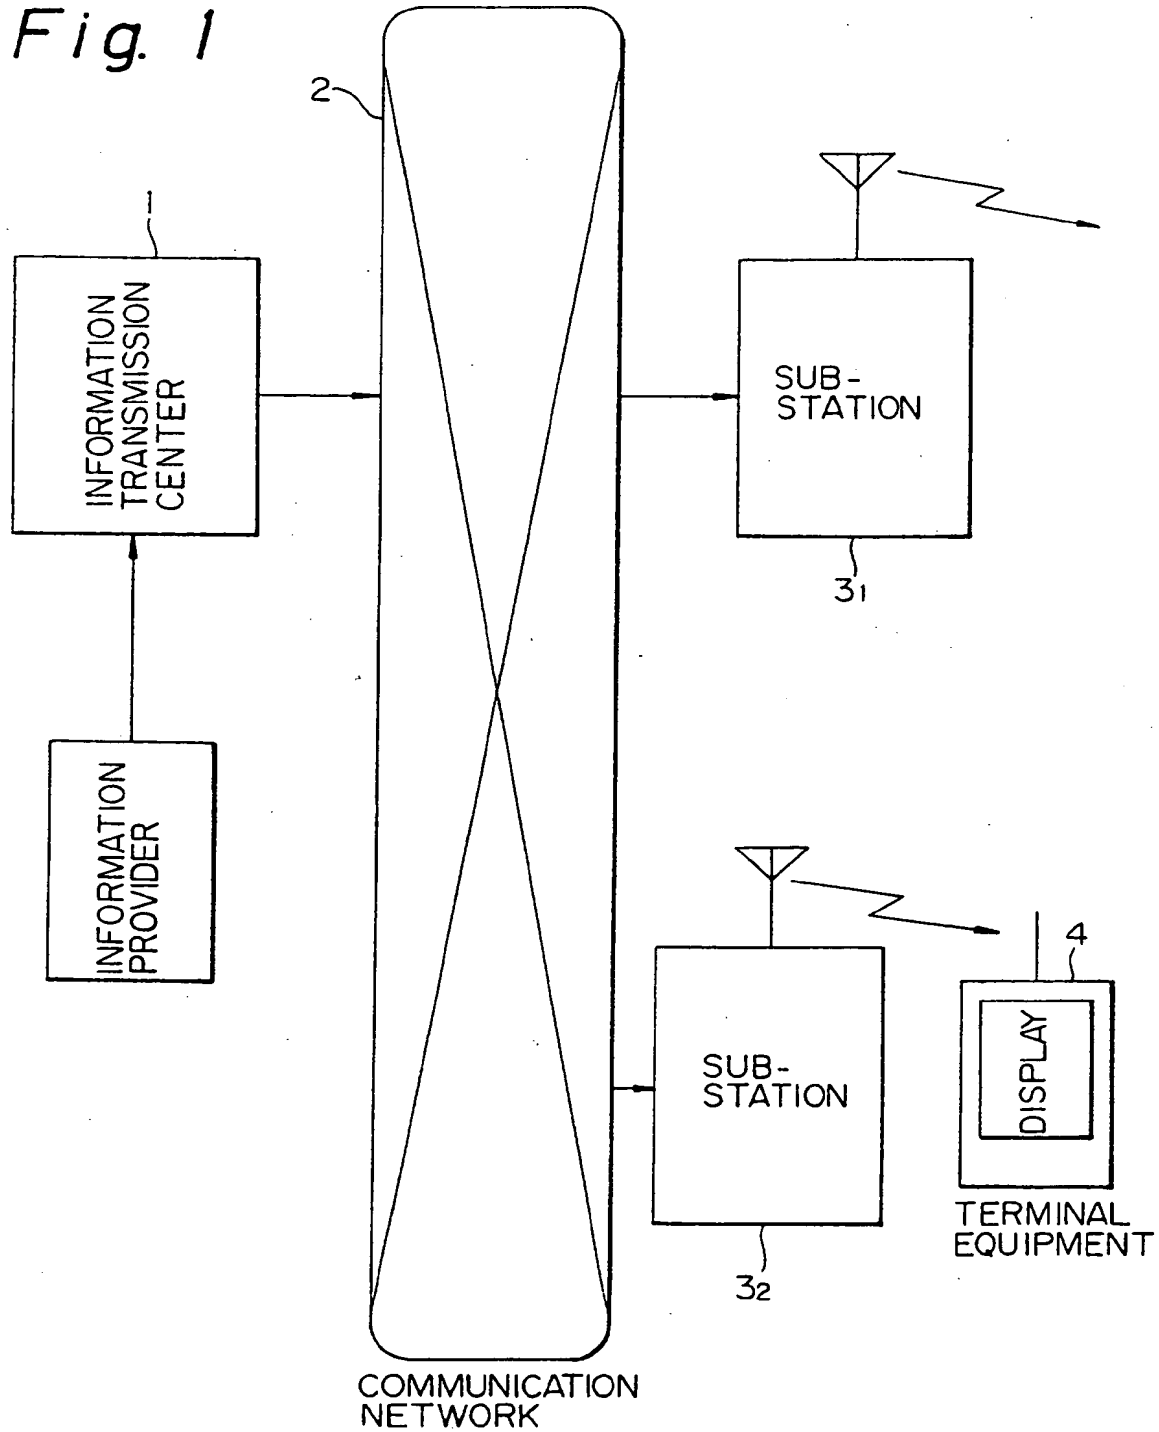 Fig. 1
2
1
INFORMATION
TRANSMISSION
CENTER
SUB-
STATION
31
INFORMATION
PROVIDER
4
SUB-
STATION
DISPLAY
TERMINAL
EQUIPMENT
32
COMMUNICATION
NETWORK